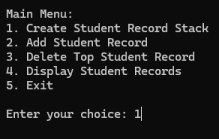 Main Menu:
1. Create Student Record Stack
2. Add Student Record
3. Delete Top Student Record
4. Display Student Records
5. Exit
Enter your choice: 1